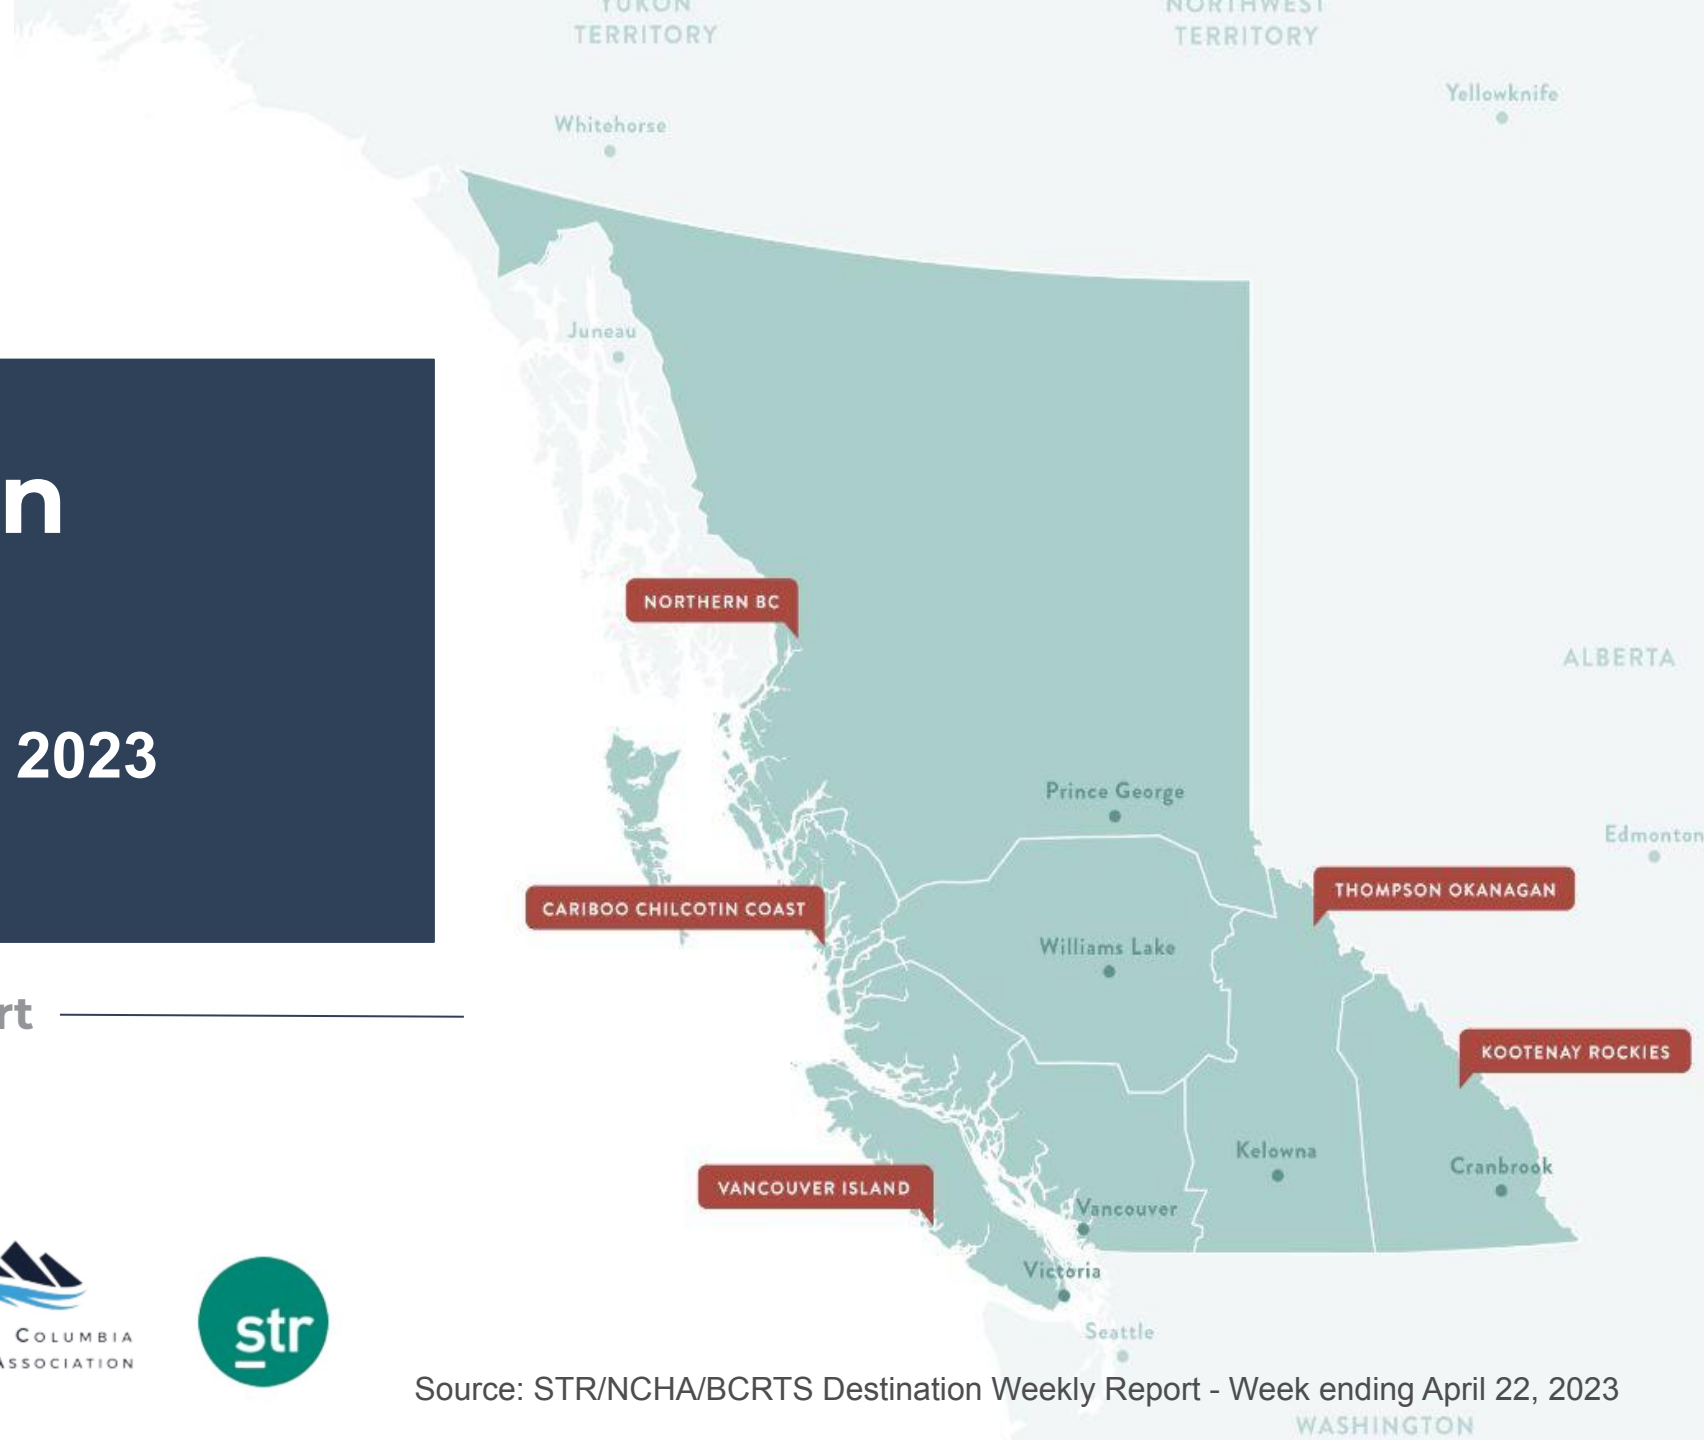 YUKON
TERRITORY
NORTHWEST
TERRITORY
Yellowknife
Whitehorse
Juneau
n
NORTHERN BC
ALBERTA
2023
Prince George
Edmonton
THOMPSON OKANAGAN
CARIBOO CHILCOTIN COAST
Williams Lake
rt
KOOTENAY ROCKIES
Kelowna
Cranbrook
VANCOUVER ISLAND
Vancouver
Victoria
COLUMBIA
ASSOCIATION
str
Seattle
Source: STR/NCHA/BCRTS Destination Weekly Report - Week ending April 22, 2023
WASHINGTON